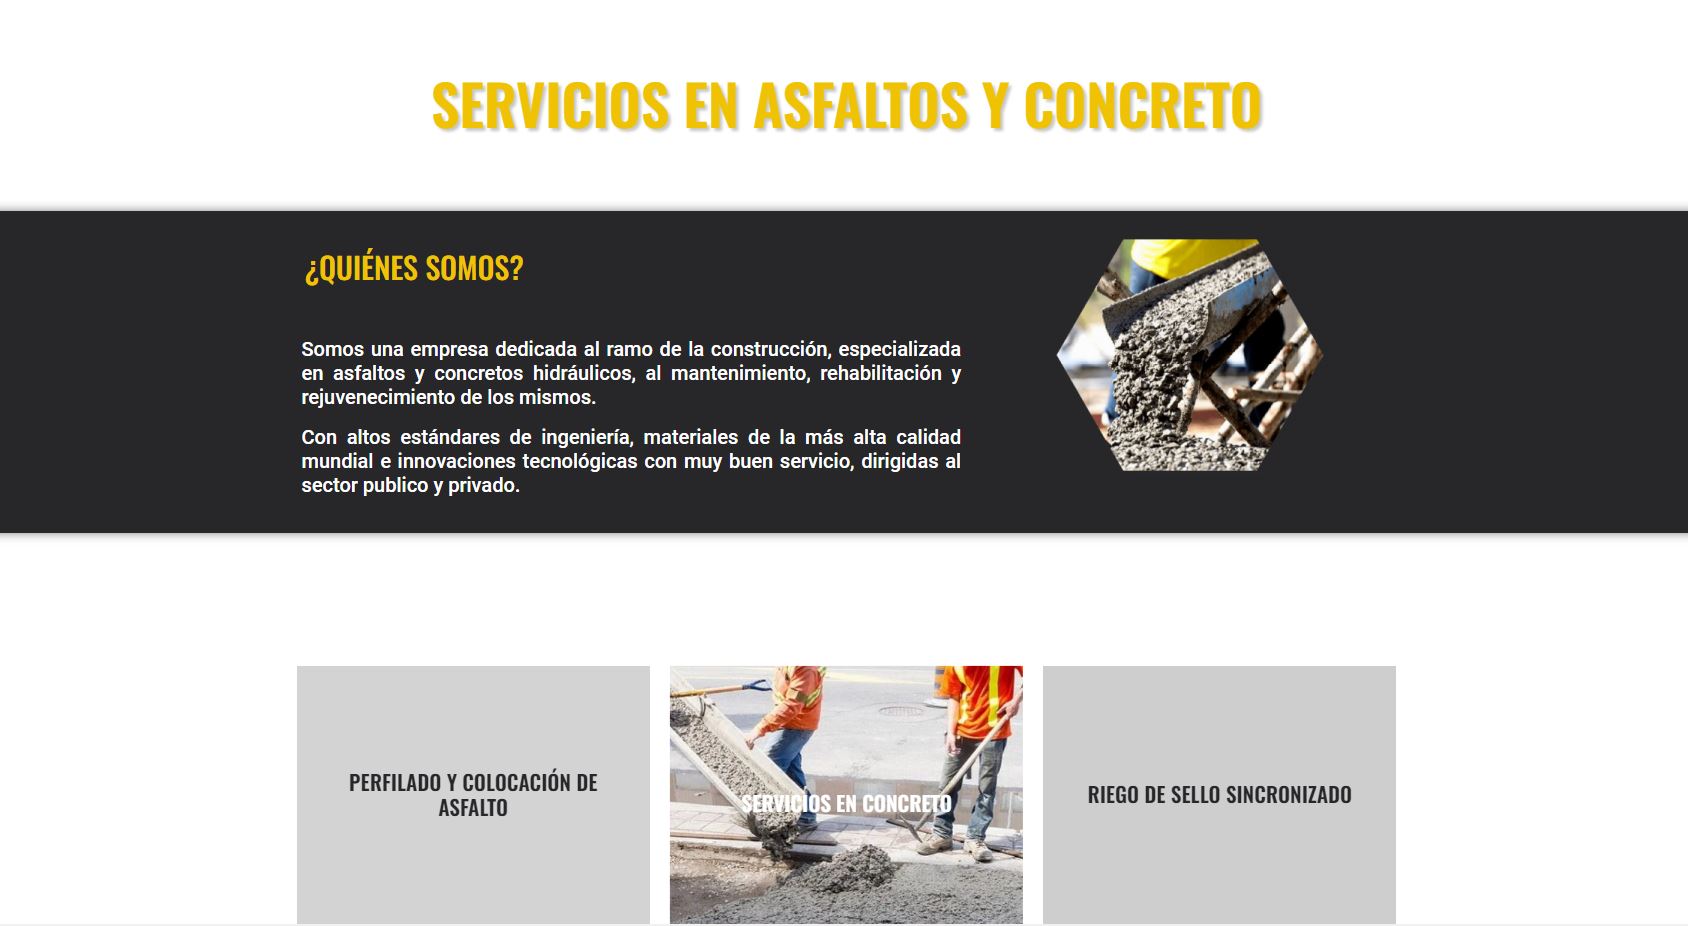 SERVICIOS EN ASFALTOS Y CONCRETO
¿QUIÉNES SOMOS?
Somos una empresa dedicada al ramo de la construcción, especializada
en asfaltos y concretos hidráulicos, al mantenimiento, rehabilitación y
rejuvenecimiento de los mismos.
Con altos estándares de ingeniería, materiales de la más alta calidad
mundial e innovaciones tecnológicas con muy buen servicio, dirigidas al
sector publico y privado.
PERFILADO Y COLOCACIÓN DE
ASFALTO
SERVICIOS EN CONCRETO
RIEGO DE SELLO SINCRONIZADO